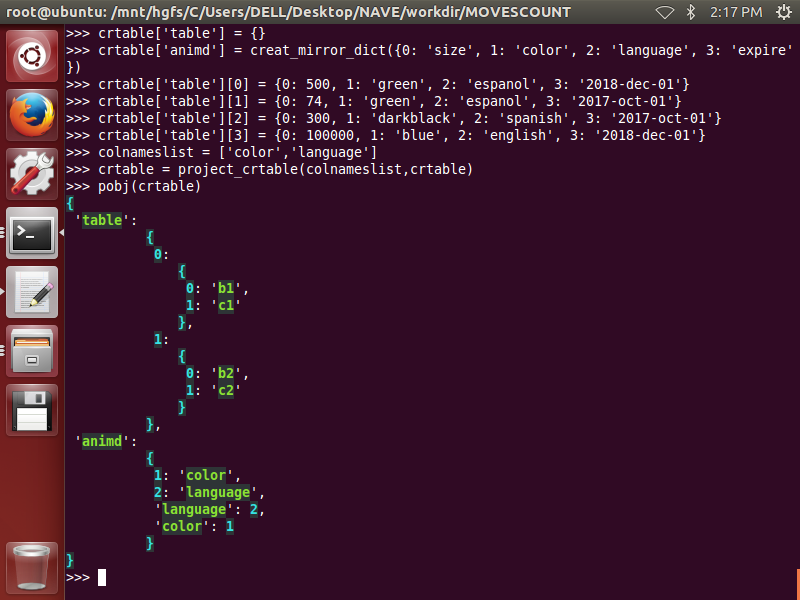 root@ubuntu: /mnt/hgfs/C/Users/DELL/Desktop/NAVE/workdir/MOVESCOUNT 2:17 PM
>>> crtable['table'] = {}
>>> crtable['animd'] = creat_mirror_dict({0: 'size', 1: 'color', 2: 'language', 3: 'expire'
})
>>> crtable['table'][0] = {0: 500, 1: 'green', 2: 'espanol', 3: '2018-dec-01'}
>>> crtable['table'][1] = {0: 74, 1: 'green', 2: 'espanol', 3: '2017-oct-01'}
>>> crtable['table'][2] = {0: 300, 1: 'darkblack', 2: 'spanish', 3: '2017-oct-01'}
>>> crtable['table'][3] = {0: 100000, 1: 'blue', 2: 'english', 3: '2018-dec-01'}
>>> colnameslist = ['color','language']
>>> crtable = project_crtable(colnameslist,crtable)
>>> pobj(crtable)
{
 'table':
          {
           0:
              {
               0: 'b1',
               1: 'c1'
              },
           1:
              {
               0: 'b2',
               1: 'c2'
              }
          },
 'animd':
          {
           1: 'color',
           2: 'language',
           'language': 2,
           'color': 1
          }
}
>>>